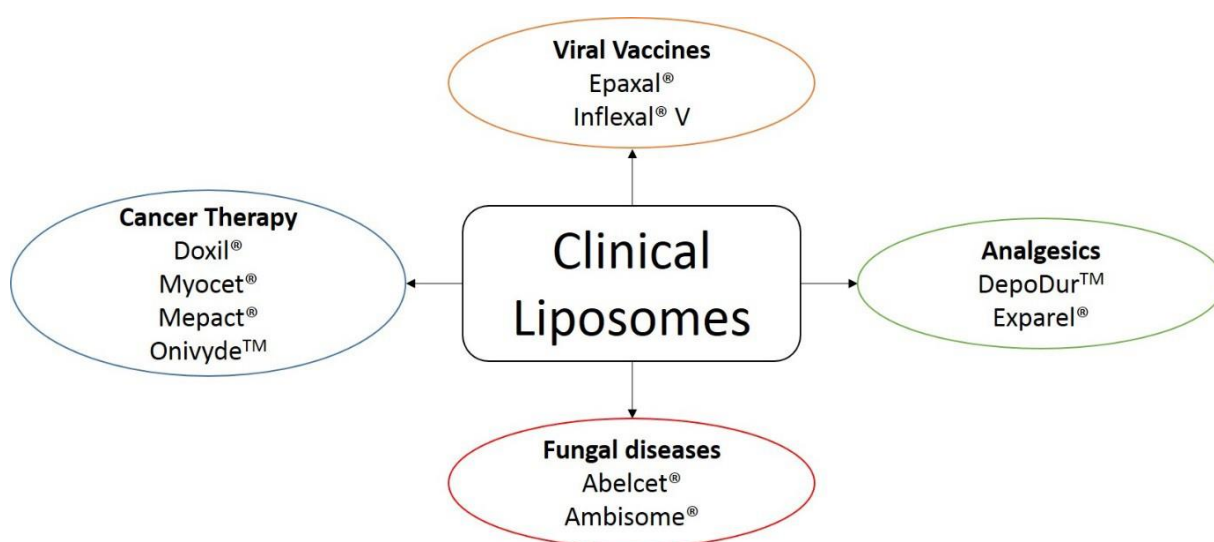 Viral Vaccines
Epaxal®
Inflexal® V
Cancer Therapy
Doxil®
Myocet®
Mepact®
Onivyde™
Clinical
Liposomes
Analgesics
DepoDur™
Exparel®
Fungal diseases
Abelcet®
Ambisome®